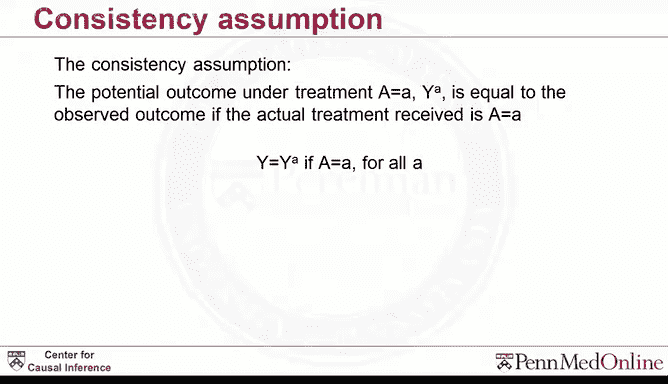 Consistency assumption
The consistency assumption:
The potential outcome under treatment A=a, Yᵃ, is equal to the
observed outcome if the actual treatment received is A=a
Y=Yᵃ if A=a, for all a
Center for
Causal Inference
PennMedOnline